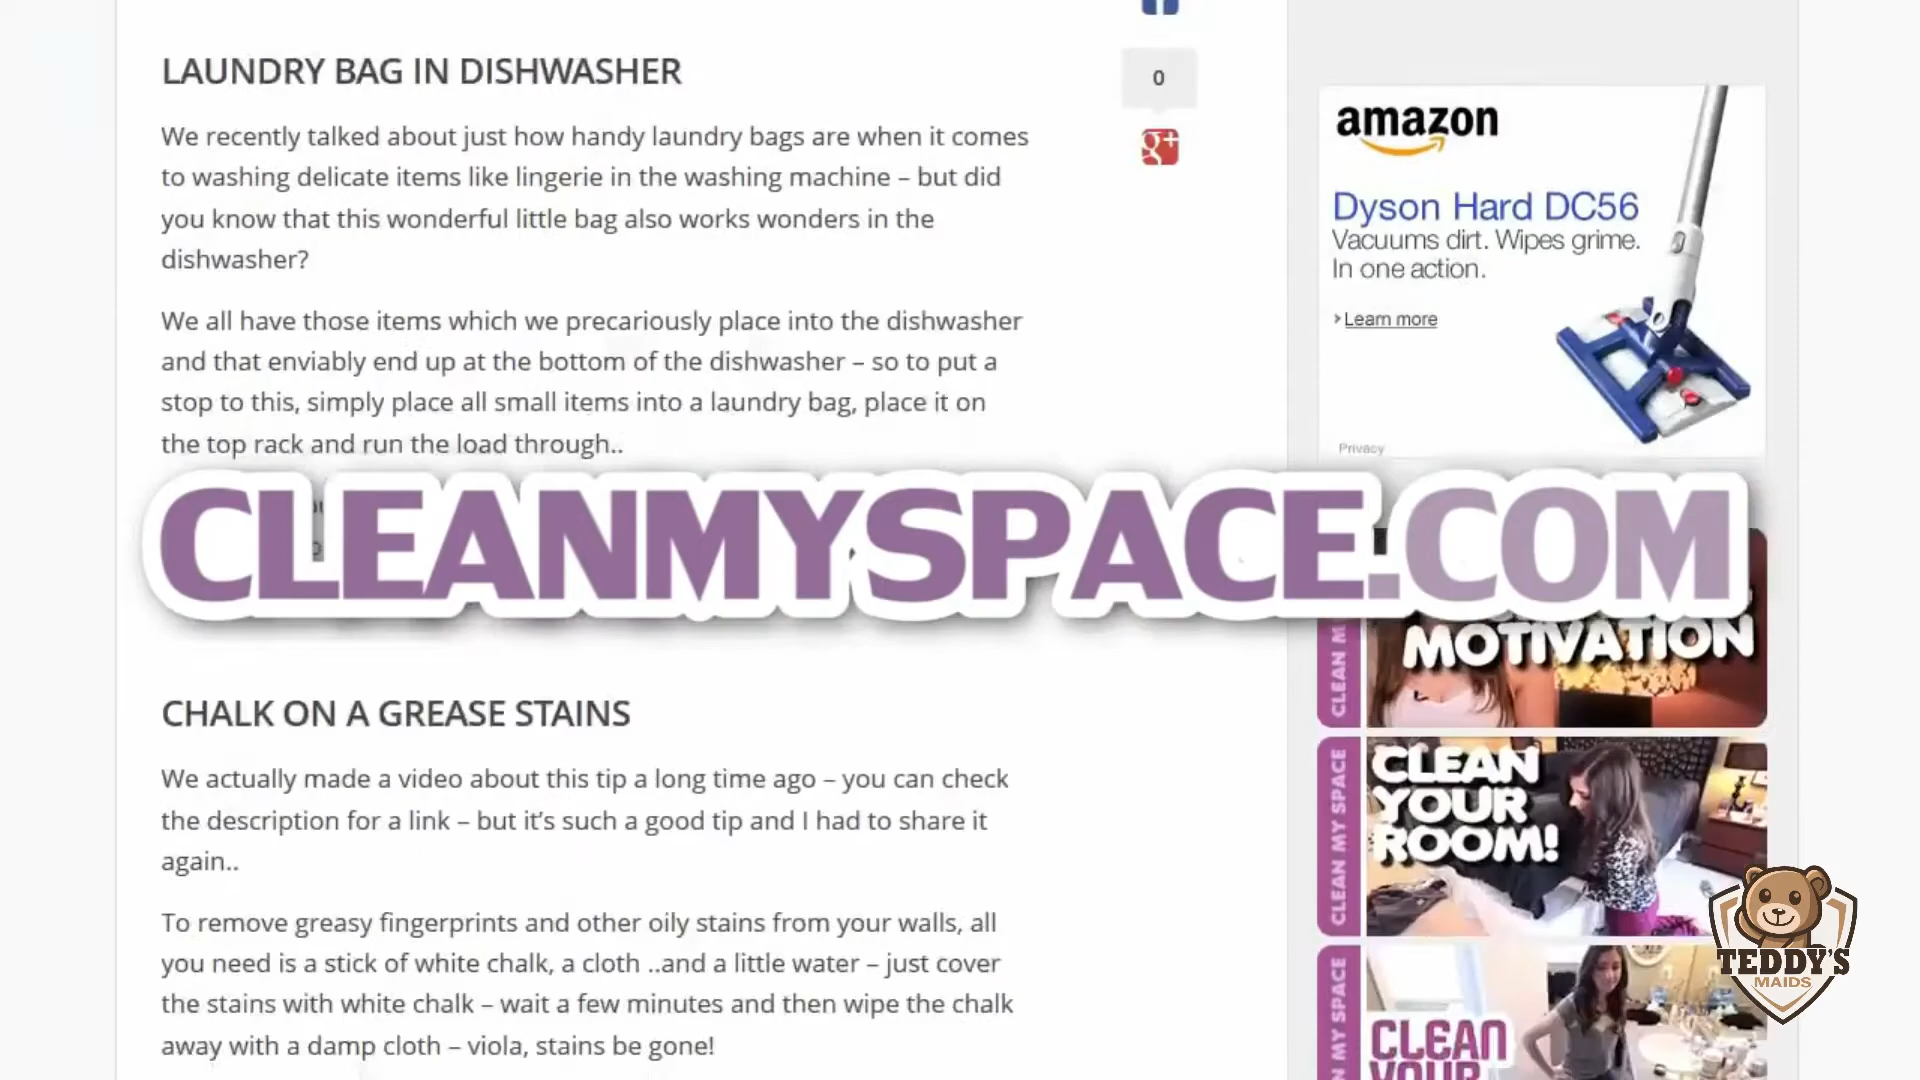 LAUNDRY BAG IN DISHWASHER
We recently talked about just how handy laundry bags are when it comes
to washing delicate items like lingerie in the washing machine – but did
you know that this wonderful little bag also works wonders in the
dishwasher?
We all have those items which we precariously place into the dishwasher
and that enviably end up at the bottom of the dishwasher – so to put a
stop to this, simply place all small items into a laundry bag, place it on
the top rack and run the load through..
CLEANMYSPACE.COM
CHALK ON A GREASE STAINS
We actually made a video about this tip a long time ago – you can check
the description for a link – but it’s such a good tip and I had to share it
again..
To remove greasy fingerprints and other oily stains from your walls, all
you need is a stick of white chalk, a cloth ..and a little water – just cover
the stains with white chalk – wait a few minutes and then wipe the chalk
away with a damp cloth – viola, stains be gone!
0
g+
amazon
Dyson Hard DC56
Vacuums dirt. Wipes grime.
In one action.
Learn more
Privacy
CLEAN M
MOTIVATION
CLEAN MY SPACE
CLEAN
YOUR
ROOM!
N MY SPACE
CLEAN
YOUR
TEDDY'S
MAIDS